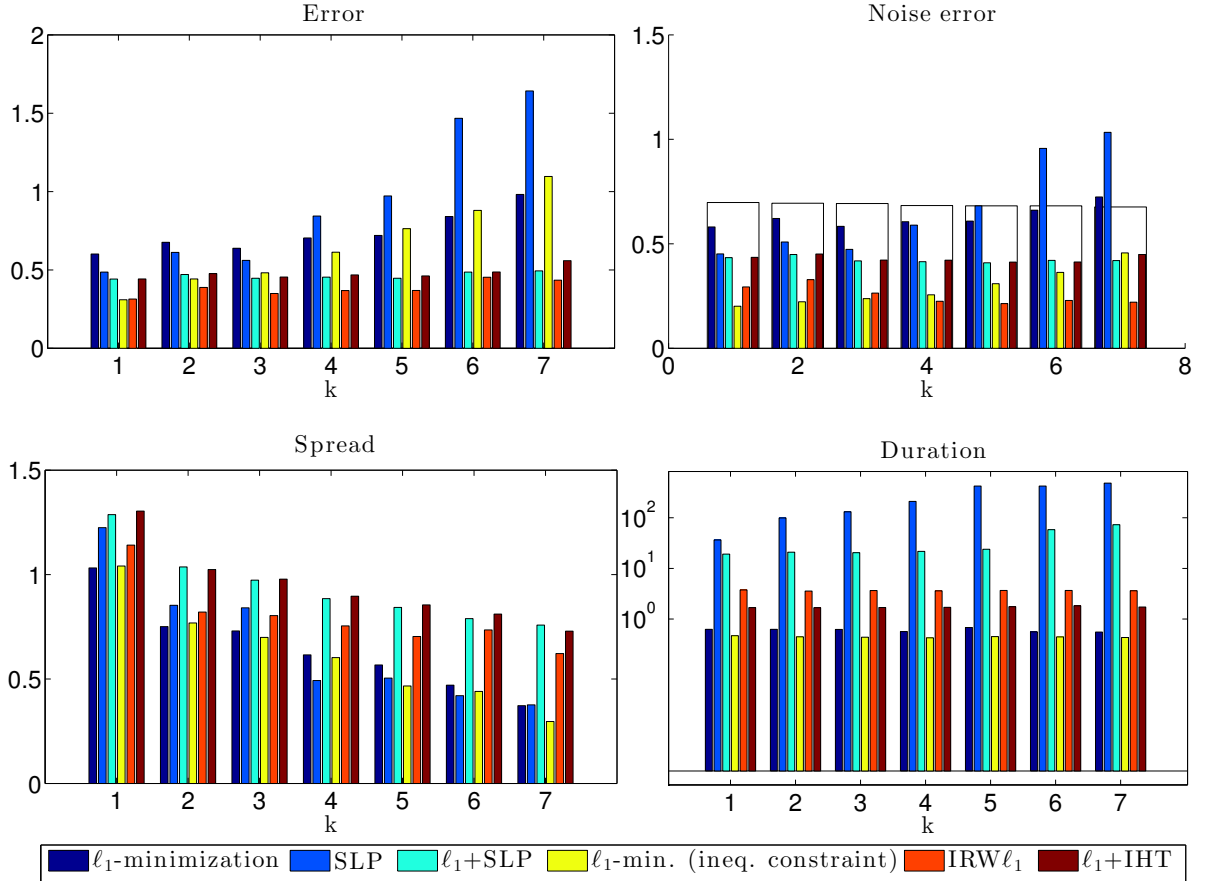 Error
2
1.5
1
0.5
0
1 2 3 4 5 6 7
k
Noise error
1.5
1
0.5
0
0 2 4 6 8
k
Spread
1.5
1
0.5
0
1 2 3 4 5 6 7
k
Duration
10²
10¹
10⁰
1 2 3 4 5 6 7
k
ℓ₁-minimization SLP ℓ₁+SLP ℓ₁-min. (ineq. constraint) IRWℓ₁ ℓ₁+IHT